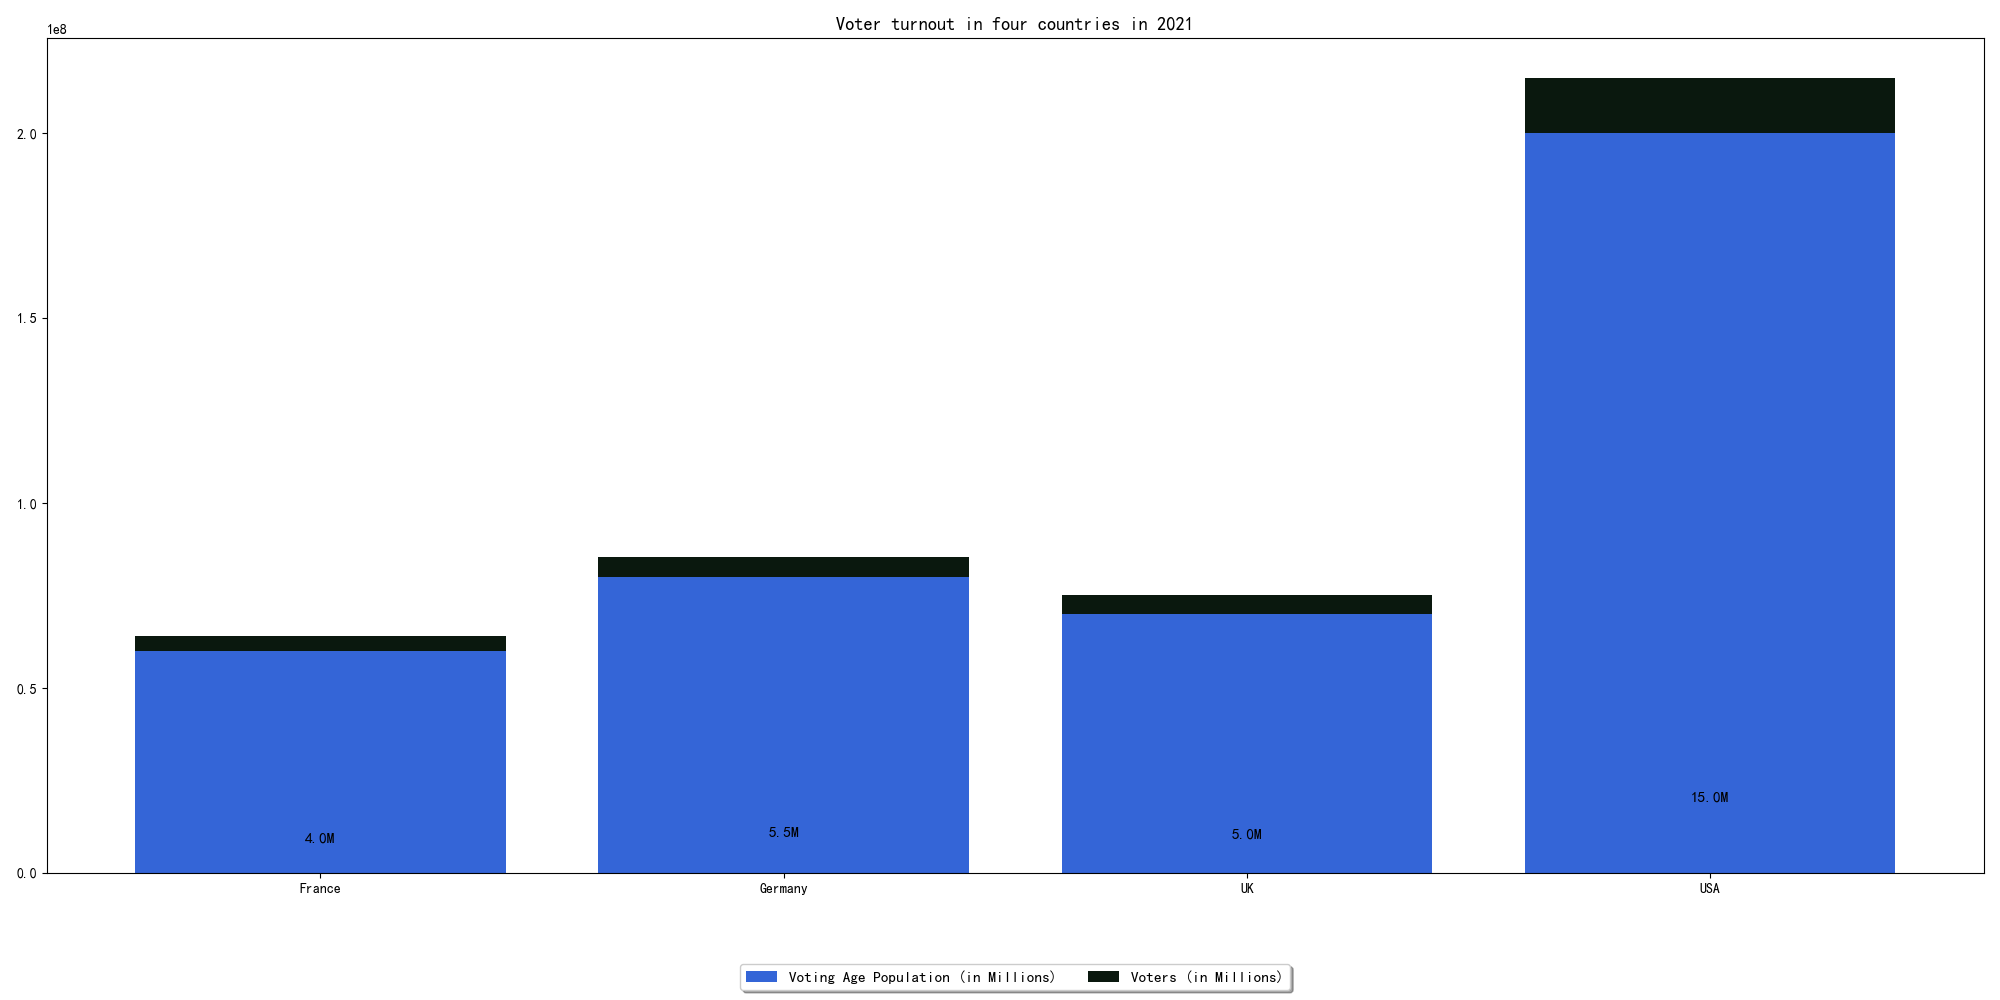 Voter turnout in four countries in 2021
1e8
2.0
1.5
1.0
0.5
0.0
4.0M
5.5M
5.0M
15.0M
France
Germany
UK
USA
Voting Age Population (in Millions)
Voters (in Millions)